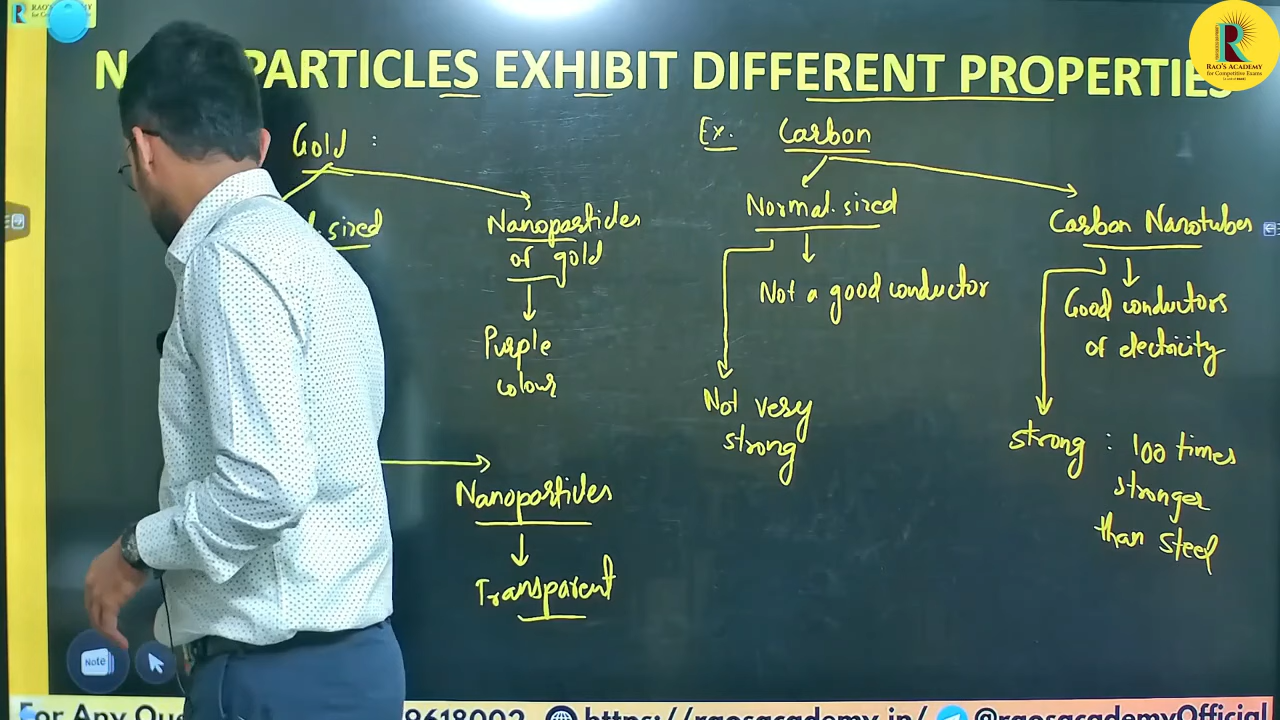 PARTICLES EXHIBIT DIFFERENT PROPERTIES
R
RAO'S ACADEMY
for Competitive Exams
Gold :
sized
Nanoparticles
of gold
Purple
colour
Nanoparticles
Transparent
Ex. Carbon
Normal sized
Not a good conductor
Not very
strong
Carbon Nanotubes
Good conductors
of electricity
strong : 100 times
stronger
than steel
Note
For Any
9618002
https://raosacademy.in/
@raosacademyOfficial